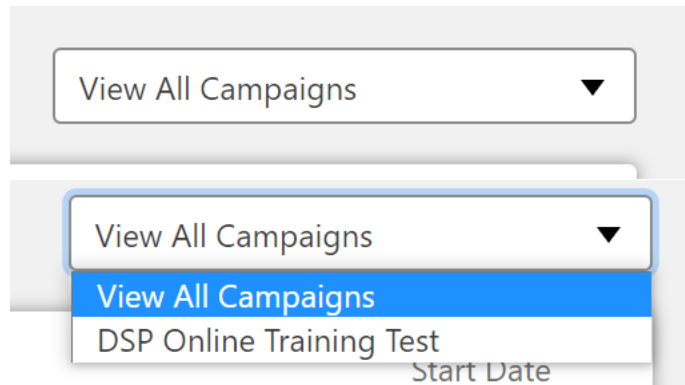 View All Campaigns
View All Campaigns
View All Campaigns
DSP Online Training Test
Start Date